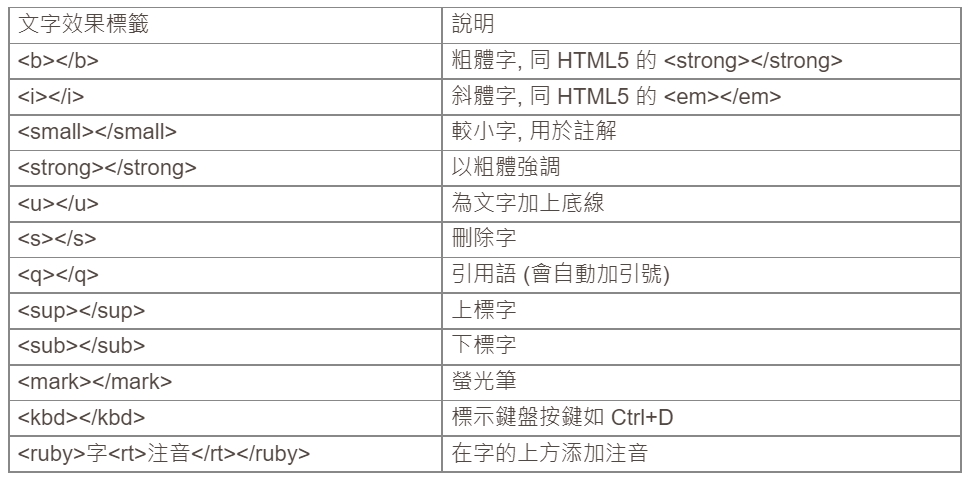 文字效果標籤 說明
<b></b> 粗體字, 同 HTML5 的 <strong></strong>
<i></i> 斜體字, 同 HTML5 的 <em></em>
<small></small> 較小字, 用於註解
<strong></strong> 以粗體強調
<u></u> 為文字加上底線
<s></s> 刪除字
<q></q> 引用語 (會自動加引號)
<sup></sup> 上標字
<sub></sub> 下標字
<mark></mark> 螢光筆
<kbd></kbd> 標示鍵盤按鍵如 Ctrl+D
<ruby>字<rt>注音</rt></ruby> 在字的上方添加注音